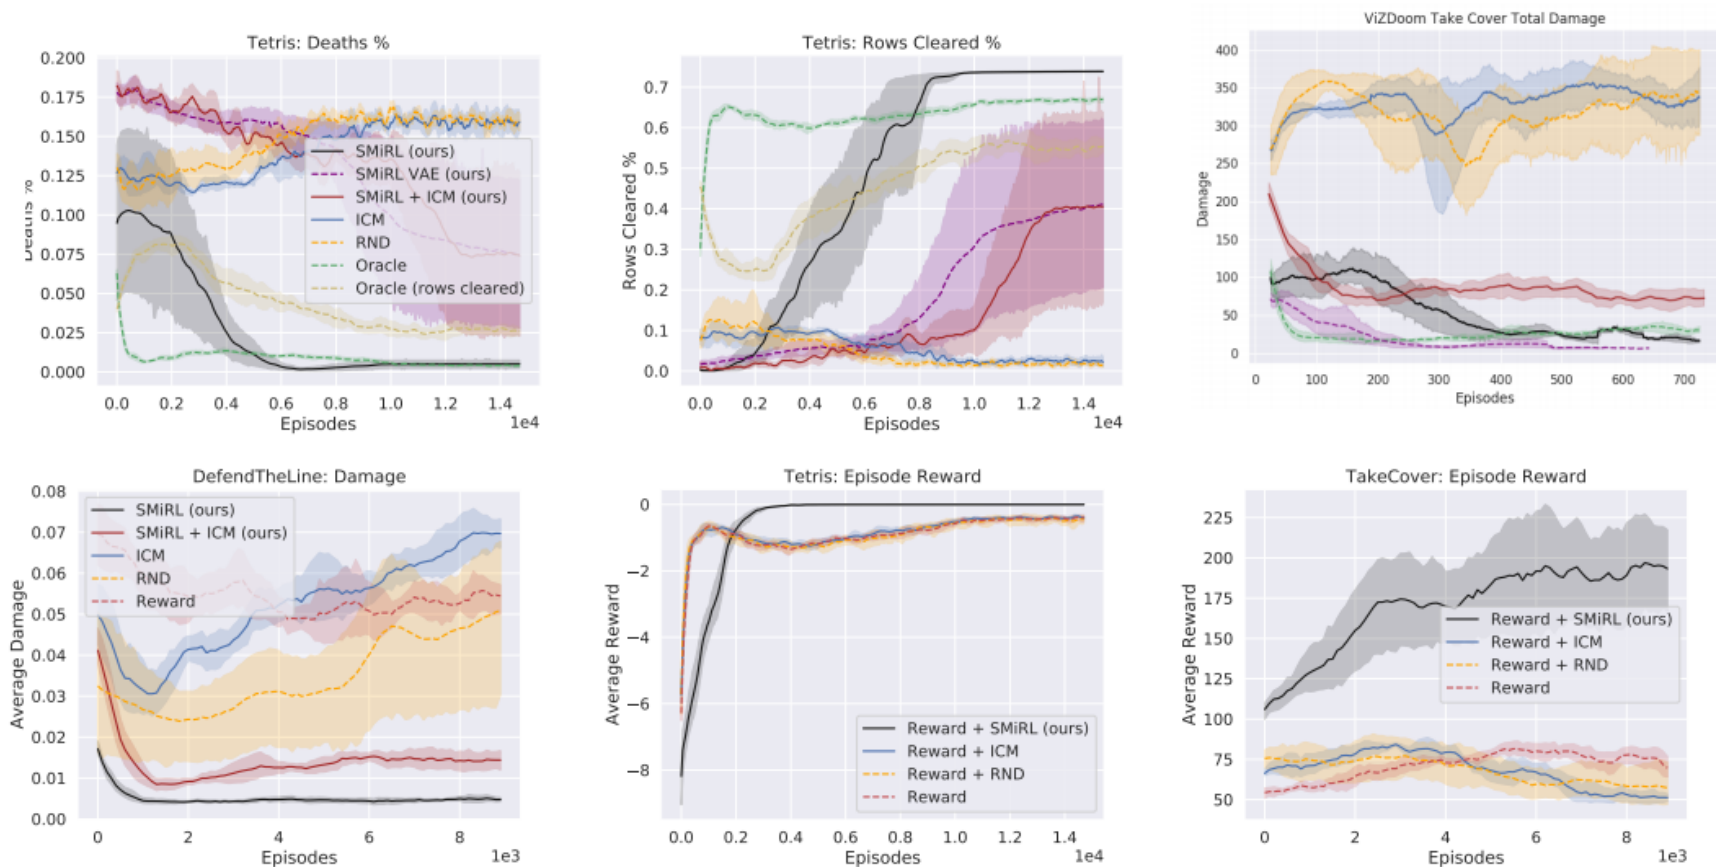 Tetris: Deaths %
0.200
0.175
0.150
0.125
0.100
0.075
0.050
0.025
0.000
Deaths %
SMiRL (ours)
SMiRL VAE (ours)
SMiRL + ICM (ours)
ICM
RND
Oracle
Oracle (rows cleared)
0.0 0.2 0.4 0.6 0.8 1.0 1.2 1.4
Episodes
1e4
Tetris: Rows Cleared %
0.7
0.6
0.5
0.4
0.3
0.2
0.1
0.0
Rows Cleared %
0.0 0.2 0.4 0.6 0.8 1.0 1.2 1.4
Episodes
1e4
ViZDoom Take Cover Total Damage
400
350
300
250
200
150
100
50
0
Damage
0 100 200 300 400 500 600 700
Episodes
DefendTheLine: Damage
0.08
0.07
0.06
0.05
0.04
0.03
0.02
0.01
0.00
Average Damage
SMiRL (ours)
SMiRL + ICM (ours)
ICM
RND
Reward
0 2 4 6 8
Episodes
1e3
Tetris: Episode Reward
0
−2
−4
−6
−8
Average Reward
Reward + SMiRL (ours)
Reward + ICM
Reward + RND
Reward
0.0 0.2 0.4 0.6 0.8 1.0 1.2 1.4
Episodes
1e4
TakeCover: Episode Reward
225
200
175
150
125
100
75
50
Average Reward
Reward + SMiRL (ours)
Reward + ICM
Reward + RND
Reward
0 2 4 6 8
Episodes
1e3